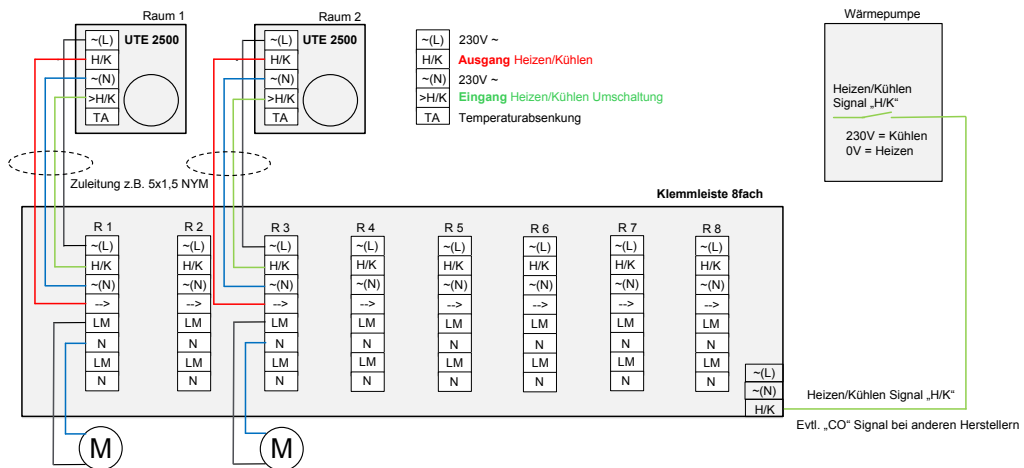 Raum 1
~(L)
UTE 2500
H/K
~(N)
>H/K
TA
Raum 2
~(L)
UTE 2500
H/K
~(N)
>H/K
TA
~(L) 230V ~
H/K Ausgang Heizen/Kühlen
~(N) 230V ~
>H/K Eingang Heizen/Kühlen Umschaltung
TA Temperaturabsenkung
Wärmepumpe
Heizen/Kühlen
Signal „H/K“
230V = Kühlen
0V = Heizen
Zuleitung z.B. 5x1,5 NYM
Klemmleiste 8fach
R 1
~(L)
H/K
~(N)
-->
LM
N
LM
N
R 2
~(L)
H/K
~(N)
-->
LM
N
LM
N
R 3
~(L)
H/K
~(N)
-->
LM
N
LM
N
R 4
~(L)
H/K
~(N)
-->
LM
N
LM
N
R 5
~(L)
H/K
~(N)
-->
LM
N
LM
N
R 6
~(L)
H/K
~(N)
-->
LM
N
LM
N
R 7
~(L)
H/K
~(N)
-->
LM
N
LM
N
R 8
~(L)
H/K
~(N)
-->
LM
N
LM
N
~(L)
~(N)
H/K
Heizen/Kühlen Signal „H/K“
Evtl. „CO“ Signal bei anderen Herstellern
M
M